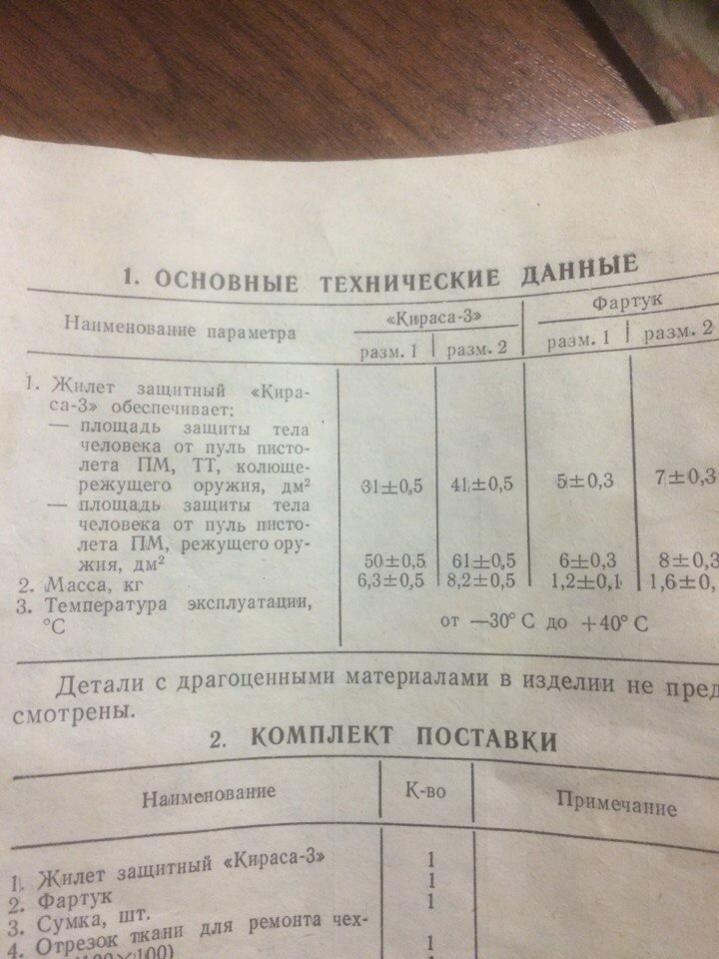 1. ОСНОВНЫЕ ТЕХНИЧЕСКИЕ ДАННЫЕ
Наименование параметра
«Кираса-3»
Фартук
разм. 1
разм. 2
разм. 1
разм. 2
1. Жилет защитный «Кира-
са-3» обеспечивает:
— площадь защиты тела
человека от пуль писто-
лета ПМ, ТТ, колюще-
режущего оружия, дм²
31±0,5
41±0,5
5±0,3
7±0,3
— площадь защиты тела
человека от пуль писто-
лета ПМ, режущего ору-
жия, дм²
50±0,5
61±0,5
6±0,3
8±0,3
2. Масса, кг
6,3±0,5
8,2±0,5
1,2±0,1
1,6±0,
3. Температура эксплуатации,
°С
от —30° С до +40° С
Детали с драгоценными материалами в изделии не пред
смотрены.
2. КОМПЛЕКТ ПОСТАВКИ
Наименование
К-во
Примечание
1. Жилет защитный «Кираса-3»
1
2. Фартук
1
3. Сумка, шт.
1
4. Отрезок ткани для ремонта чех-
1